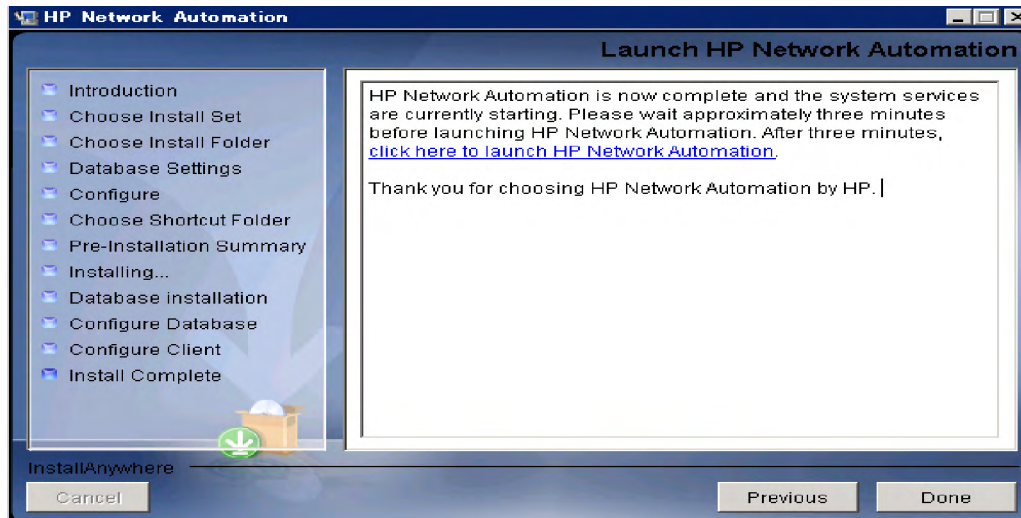 HP Network Automation
Launch HP Network Automation
Introduction
Choose Install Set
Choose Install Folder
Database Settings
Configure
Choose Shortcut Folder
Pre-Installation Summary
Installing...
Database installation
Configure Database
Configure Client
Install Complete
HP Network Automation is now complete and the system services
are currently starting. Please wait approximately three minutes
before launching HP Network Automation. After three minutes,
click here to launch HP Network Automation.
Thank you for choosing HP Network Automation by HP.
InstallAnywhere
Cancel
Previous
Done